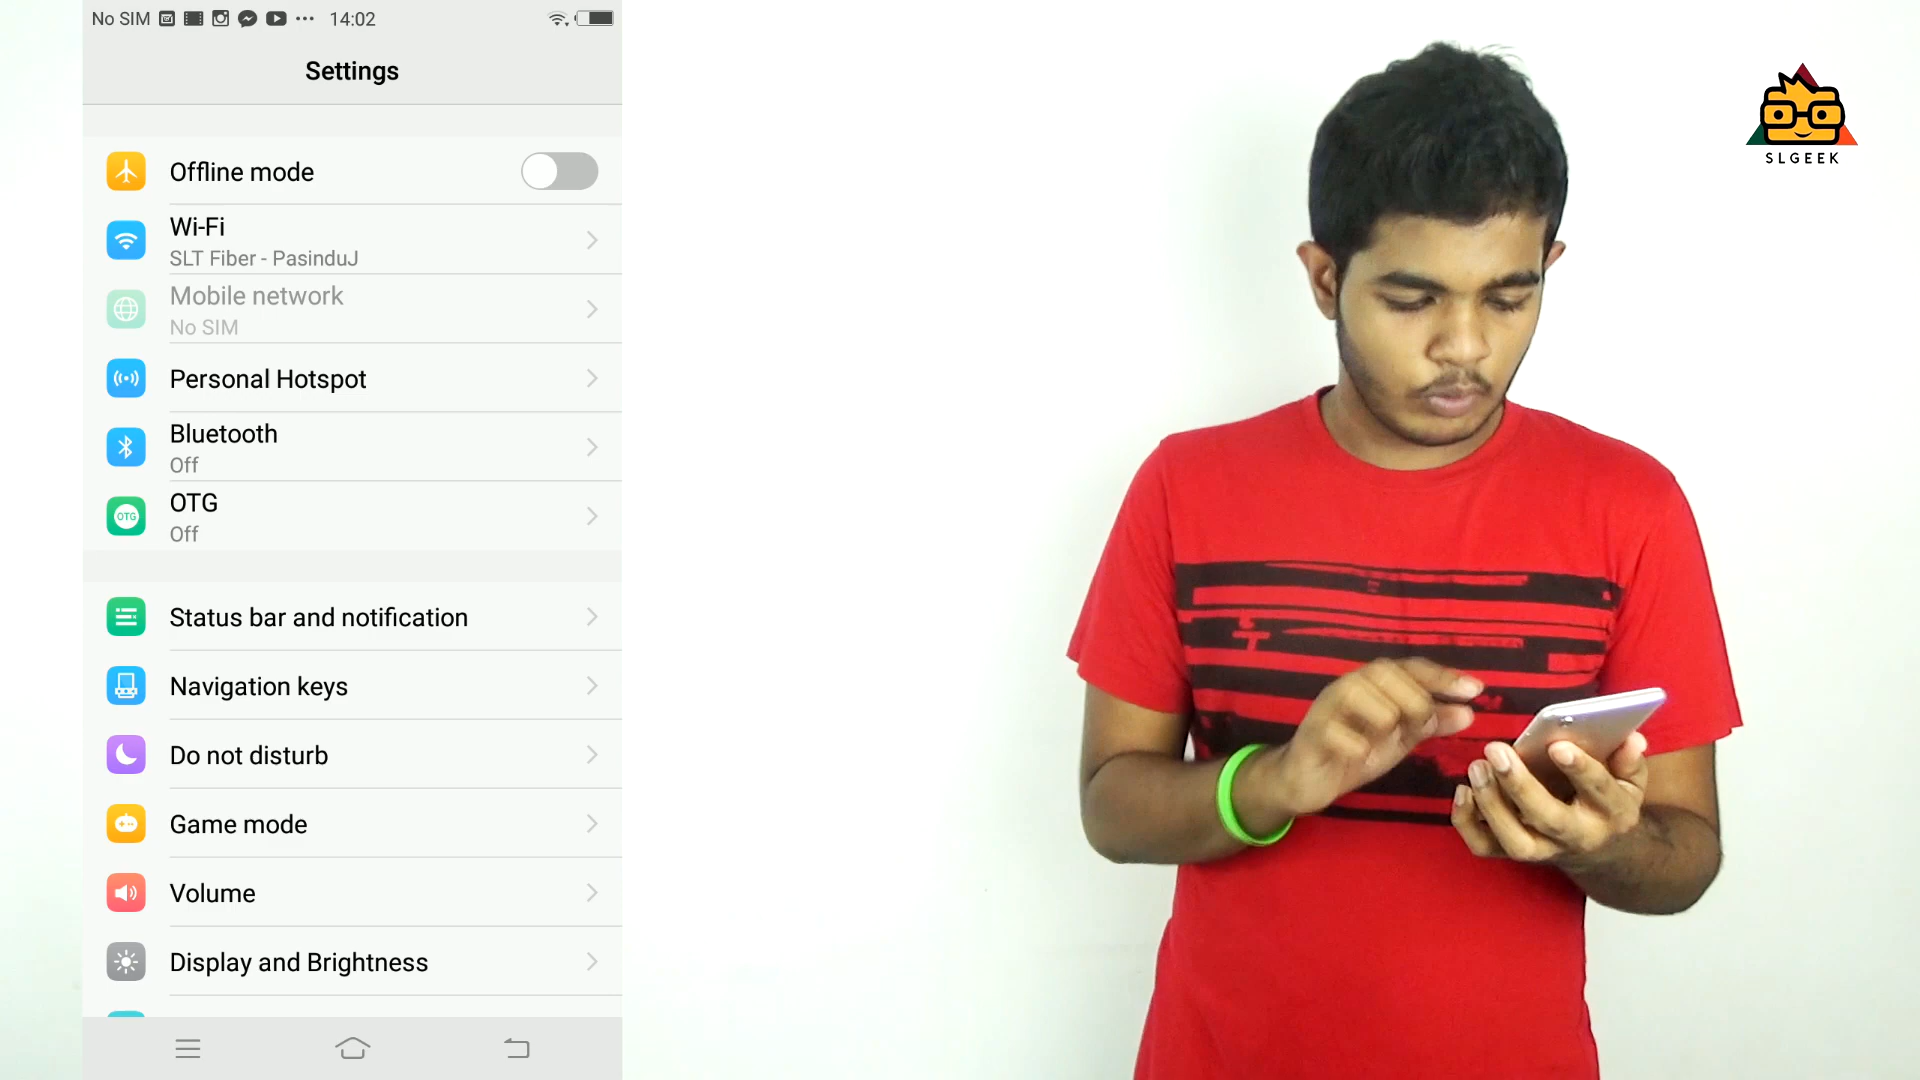 No SIM 14:02
Settings
Offline mode
Wi-Fi
SLT Fiber - PasinduJ
Mobile network
No SIM
Personal Hotspot
Bluetooth
Off
OTG
OTG
Off
Status bar and notification
Navigation keys
Do not disturb
Game mode
Volume
Display and Brightness
SLGEEK